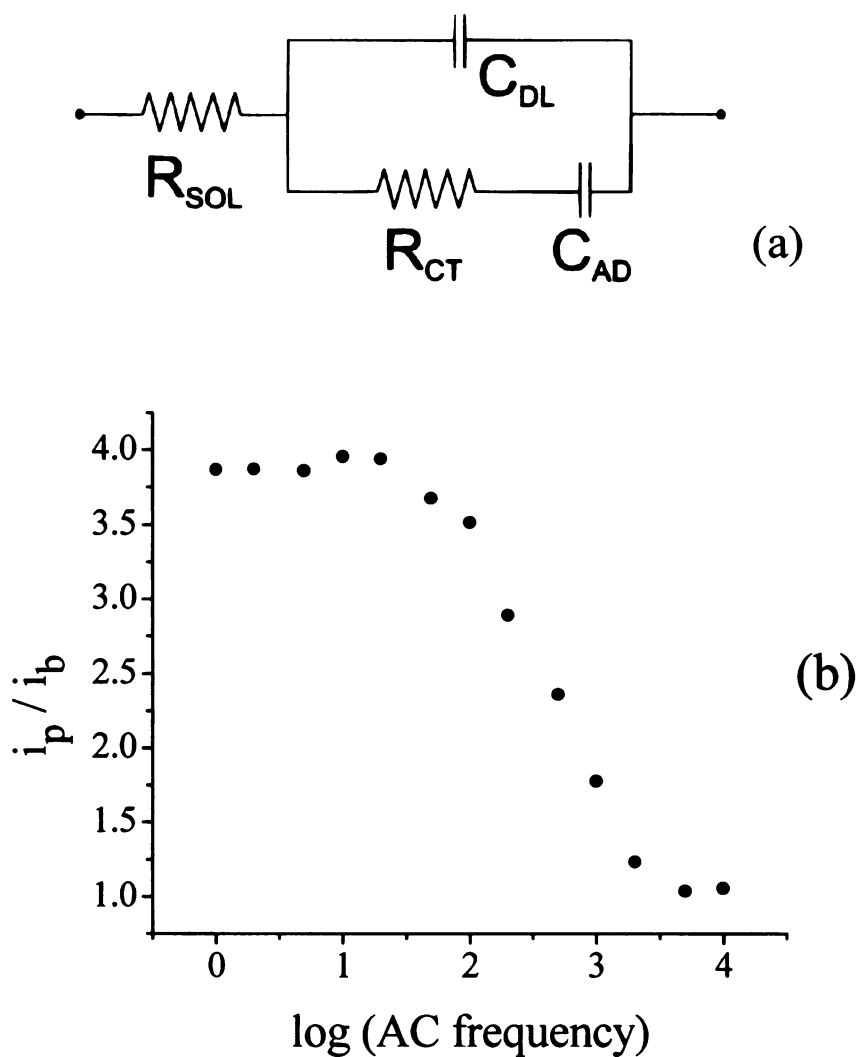 C_DL
R_SOL
R_CT
C_AD
(a)
4.0
3.5
3.0
2.5
2.0
1.5
1.0
i_p / i_b
(b)
0 1 2 3 4
log (AC frequency)